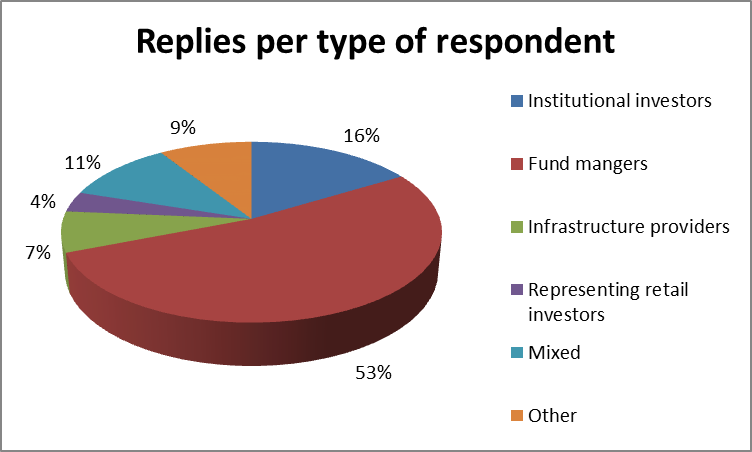 Replies per type of respondent
9%
16%
11%
4%
7%
53%
Institutional investors
Fund mangers
Infrastructure providers
Representing retail
investors
Mixed
Other